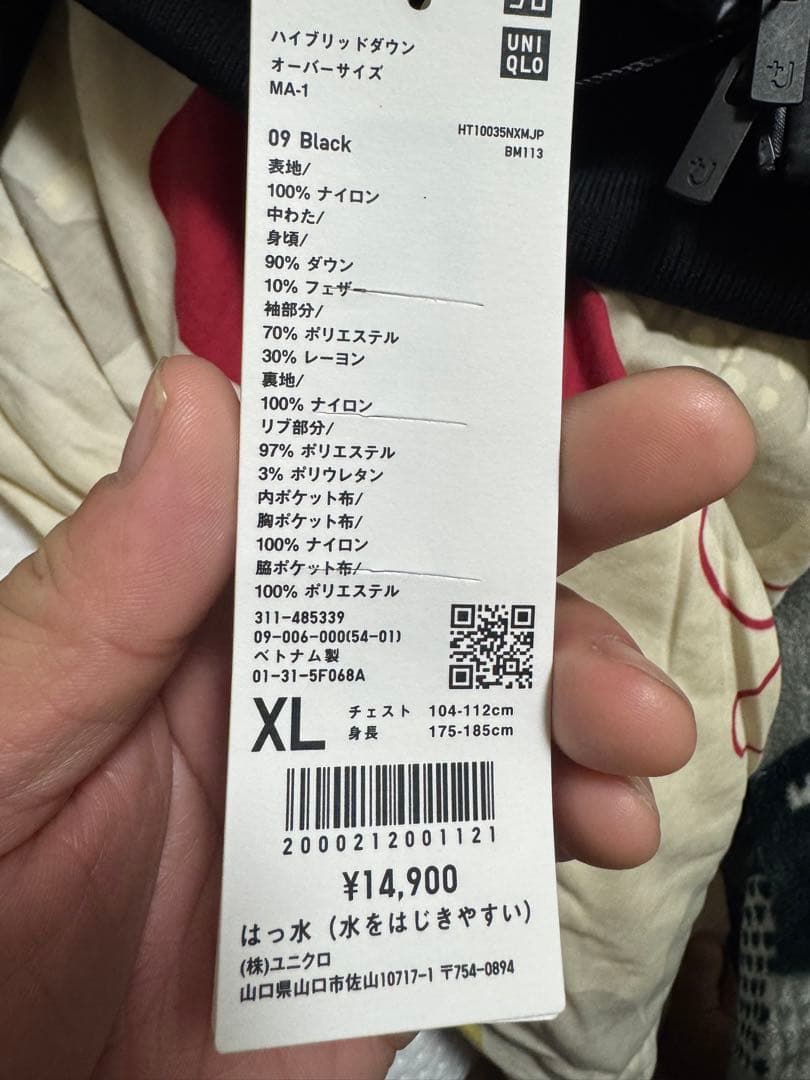 ハイブリッドダウン
オーバーサイズ
MA-1
UNI
QLO
09 Black
HT10035NXMJP
BM113
表地/
100% ナイロン
中わた/
身頃/
90% ダウン
10% フェザー
袖部分/
70% ポリエステル
30% レーヨン
裏地/
100% ナイロン
リブ部分/
97% ポリエステル
3% ポリウレタン
内ポケット布/
胸ポケット布/
100% ナイロン
脇ポケット布/
100% ポリエステル
311-485339
09-006-000(54-01)
ベトナム製
01-31-5F068A
XL
チェスト 104-112cm
身長 175-185cm
2000212001121
¥14,900
はっ水 (水をはじきやすい)
(株)ユニクロ
山口県山口市佐山10717-1 〒754-0894